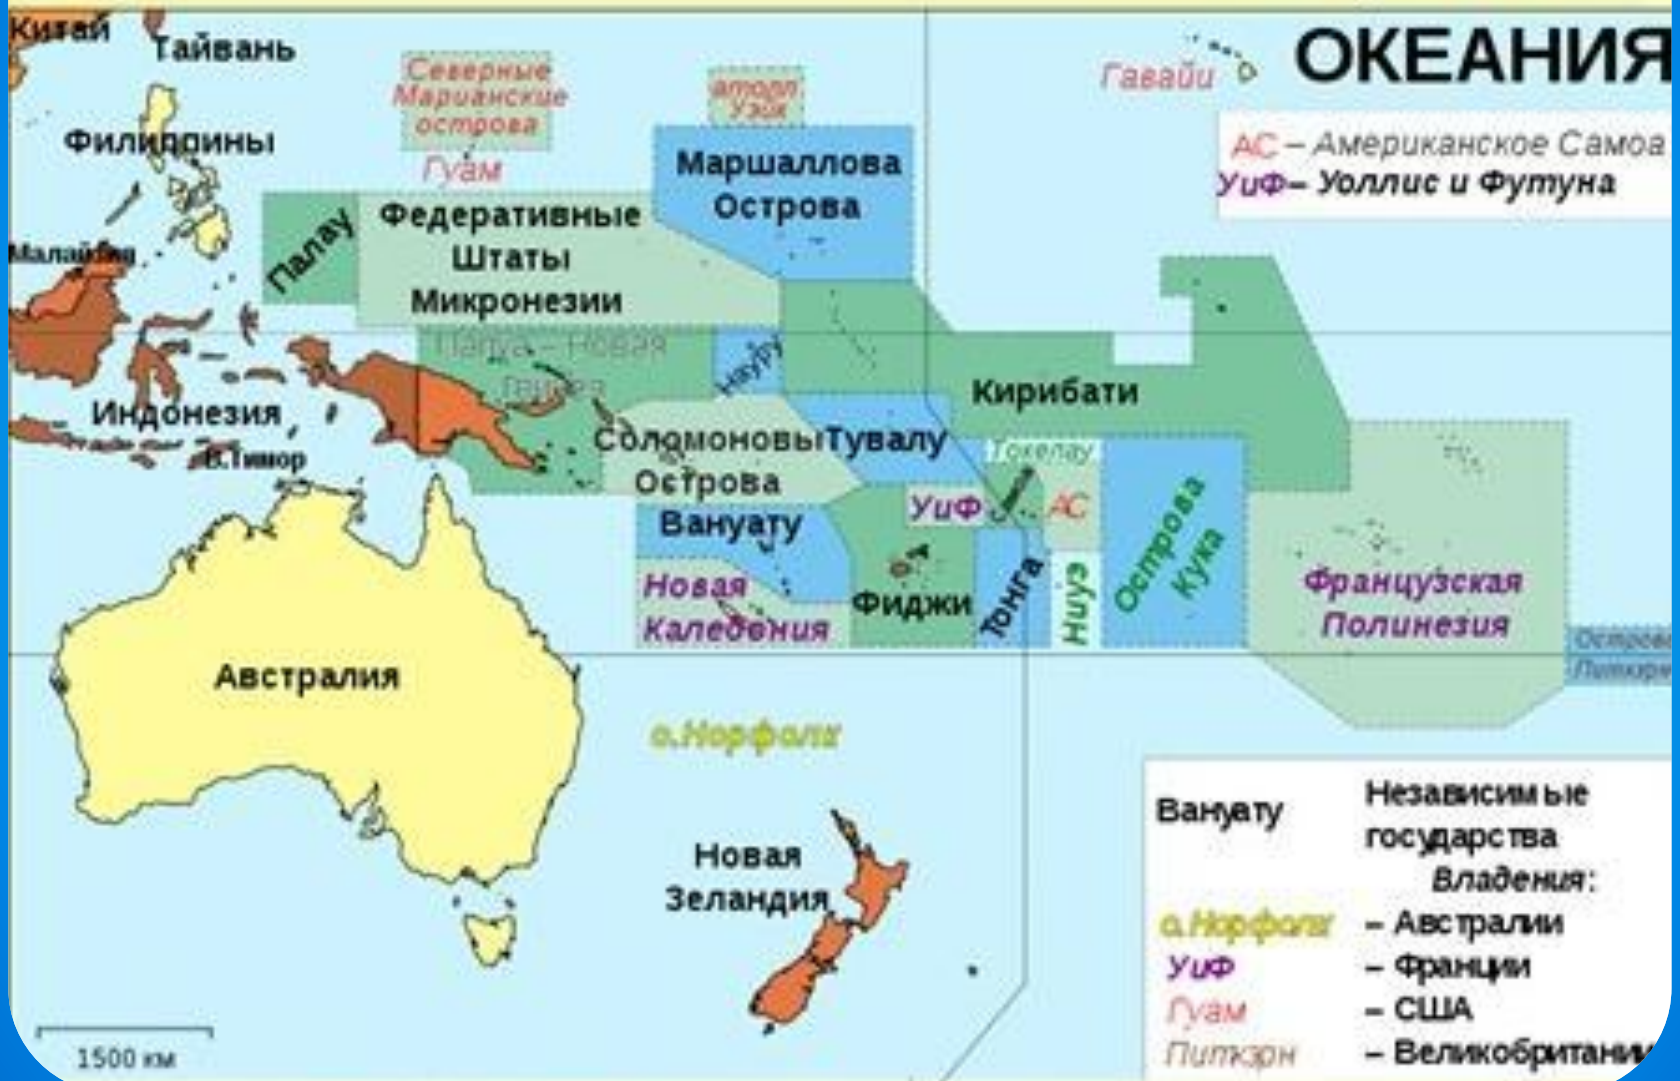 Китай
Тайвань
Северные
Марианские
острова
Гуам
атолл
Уэйк
Гавайи
ОКЕАНИЯ
АС – Американское Самоа
УиФ – Уоллис и Футуна
Филиппины
Малайзия
Палау
Федеративные
Штаты
Микронезии
Маршаллова
Острова
Папуа – Новая
Гвинея
Науру
Кирибати
Индонезия
В.Тимор
Соломоновы
Острова
Тувалу
Токелау
УиФ
Самоа
АС
Вануату
Новая
Каледония
Фиджи
Тонга
Ниуэ
Острова
Кука
Французская
Полинезия
Острова
Австралия
о.Норфолк
Новая
Зеландия
1500 км
Вануату
Независимые
государства
Владения:
о.Норфолк – Австралии
УиФ – Франции
Гуам – США
Питкэрн – Великобритании